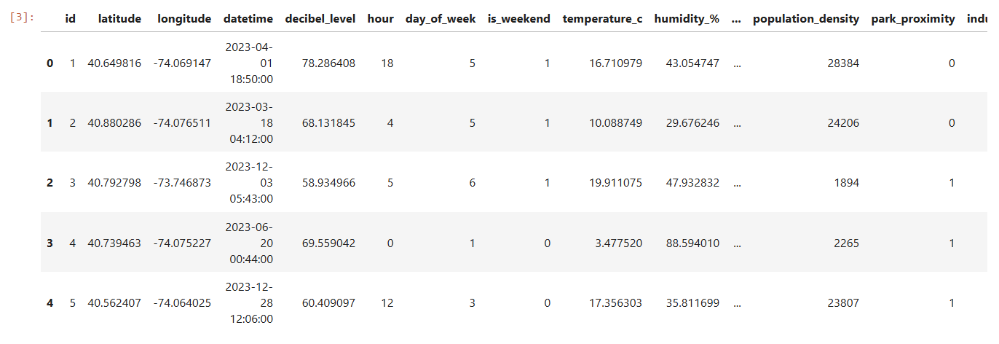 [3]: id latitude longitude datetime decibel_level hour day_of_week is_weekend temperature_c humidity_% ... population_density park_proximity indu
2023-04-
0 1 40.649816 -74.069147 01 78.286408 18 5 1 16.710979 43.054747 ... 28384 0
18:50:00
2023-03-
1 2 40.880286 -74.076511 18 68.131845 4 5 1 10.088749 29.676246 ... 24206 0
04:12:00
2023-12-
2 3 40.792798 -73.746873 03 58.934966 5 6 1 19.911075 47.932832 ... 1894 1
05:43:00
2023-06-
3 4 40.739463 -74.075227 20 69.559042 0 1 0 3.477520 88.594010 ... 2265 1
00:44:00
2023-12-
4 5 40.562407 -74.064025 28 60.409097 12 3 0 17.356303 35.811699 ... 23807 1
12:06:00